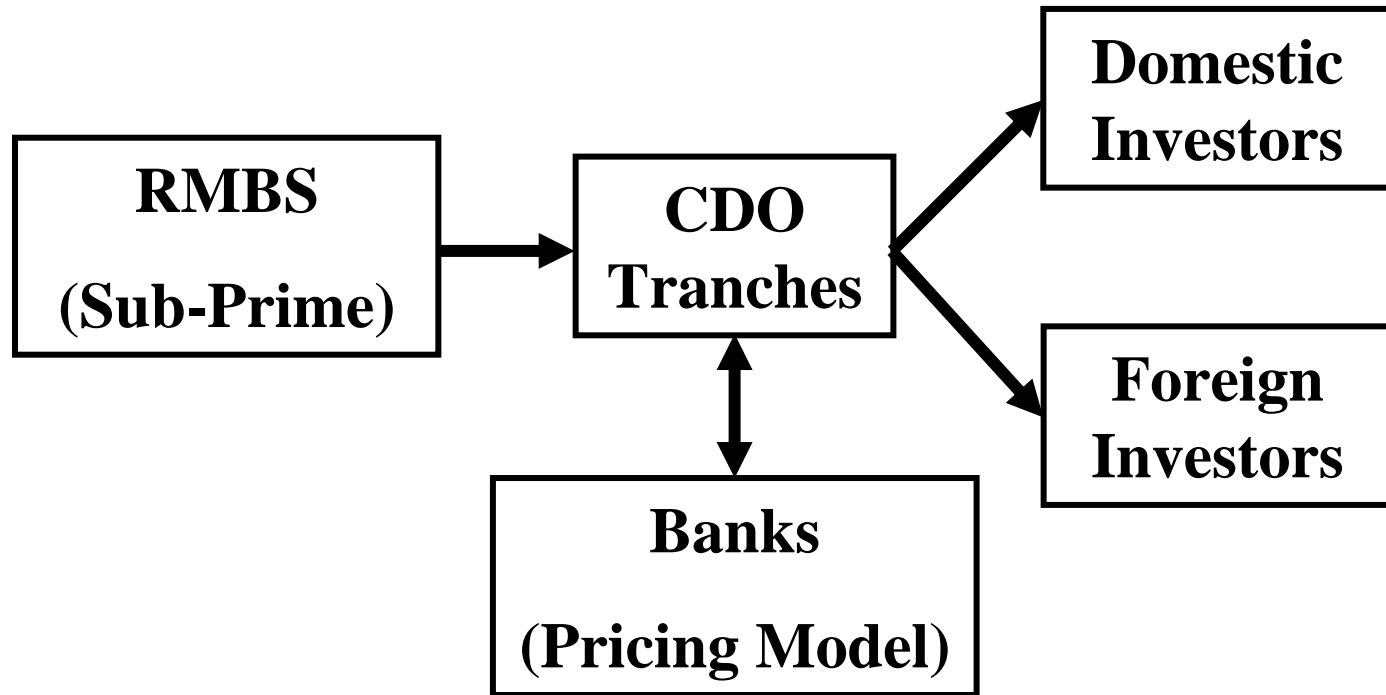 RMBS
(Sub-Prime)
CDO
Tranches
Domestic
Investors
Foreign
Investors
Banks
(Pricing Model)